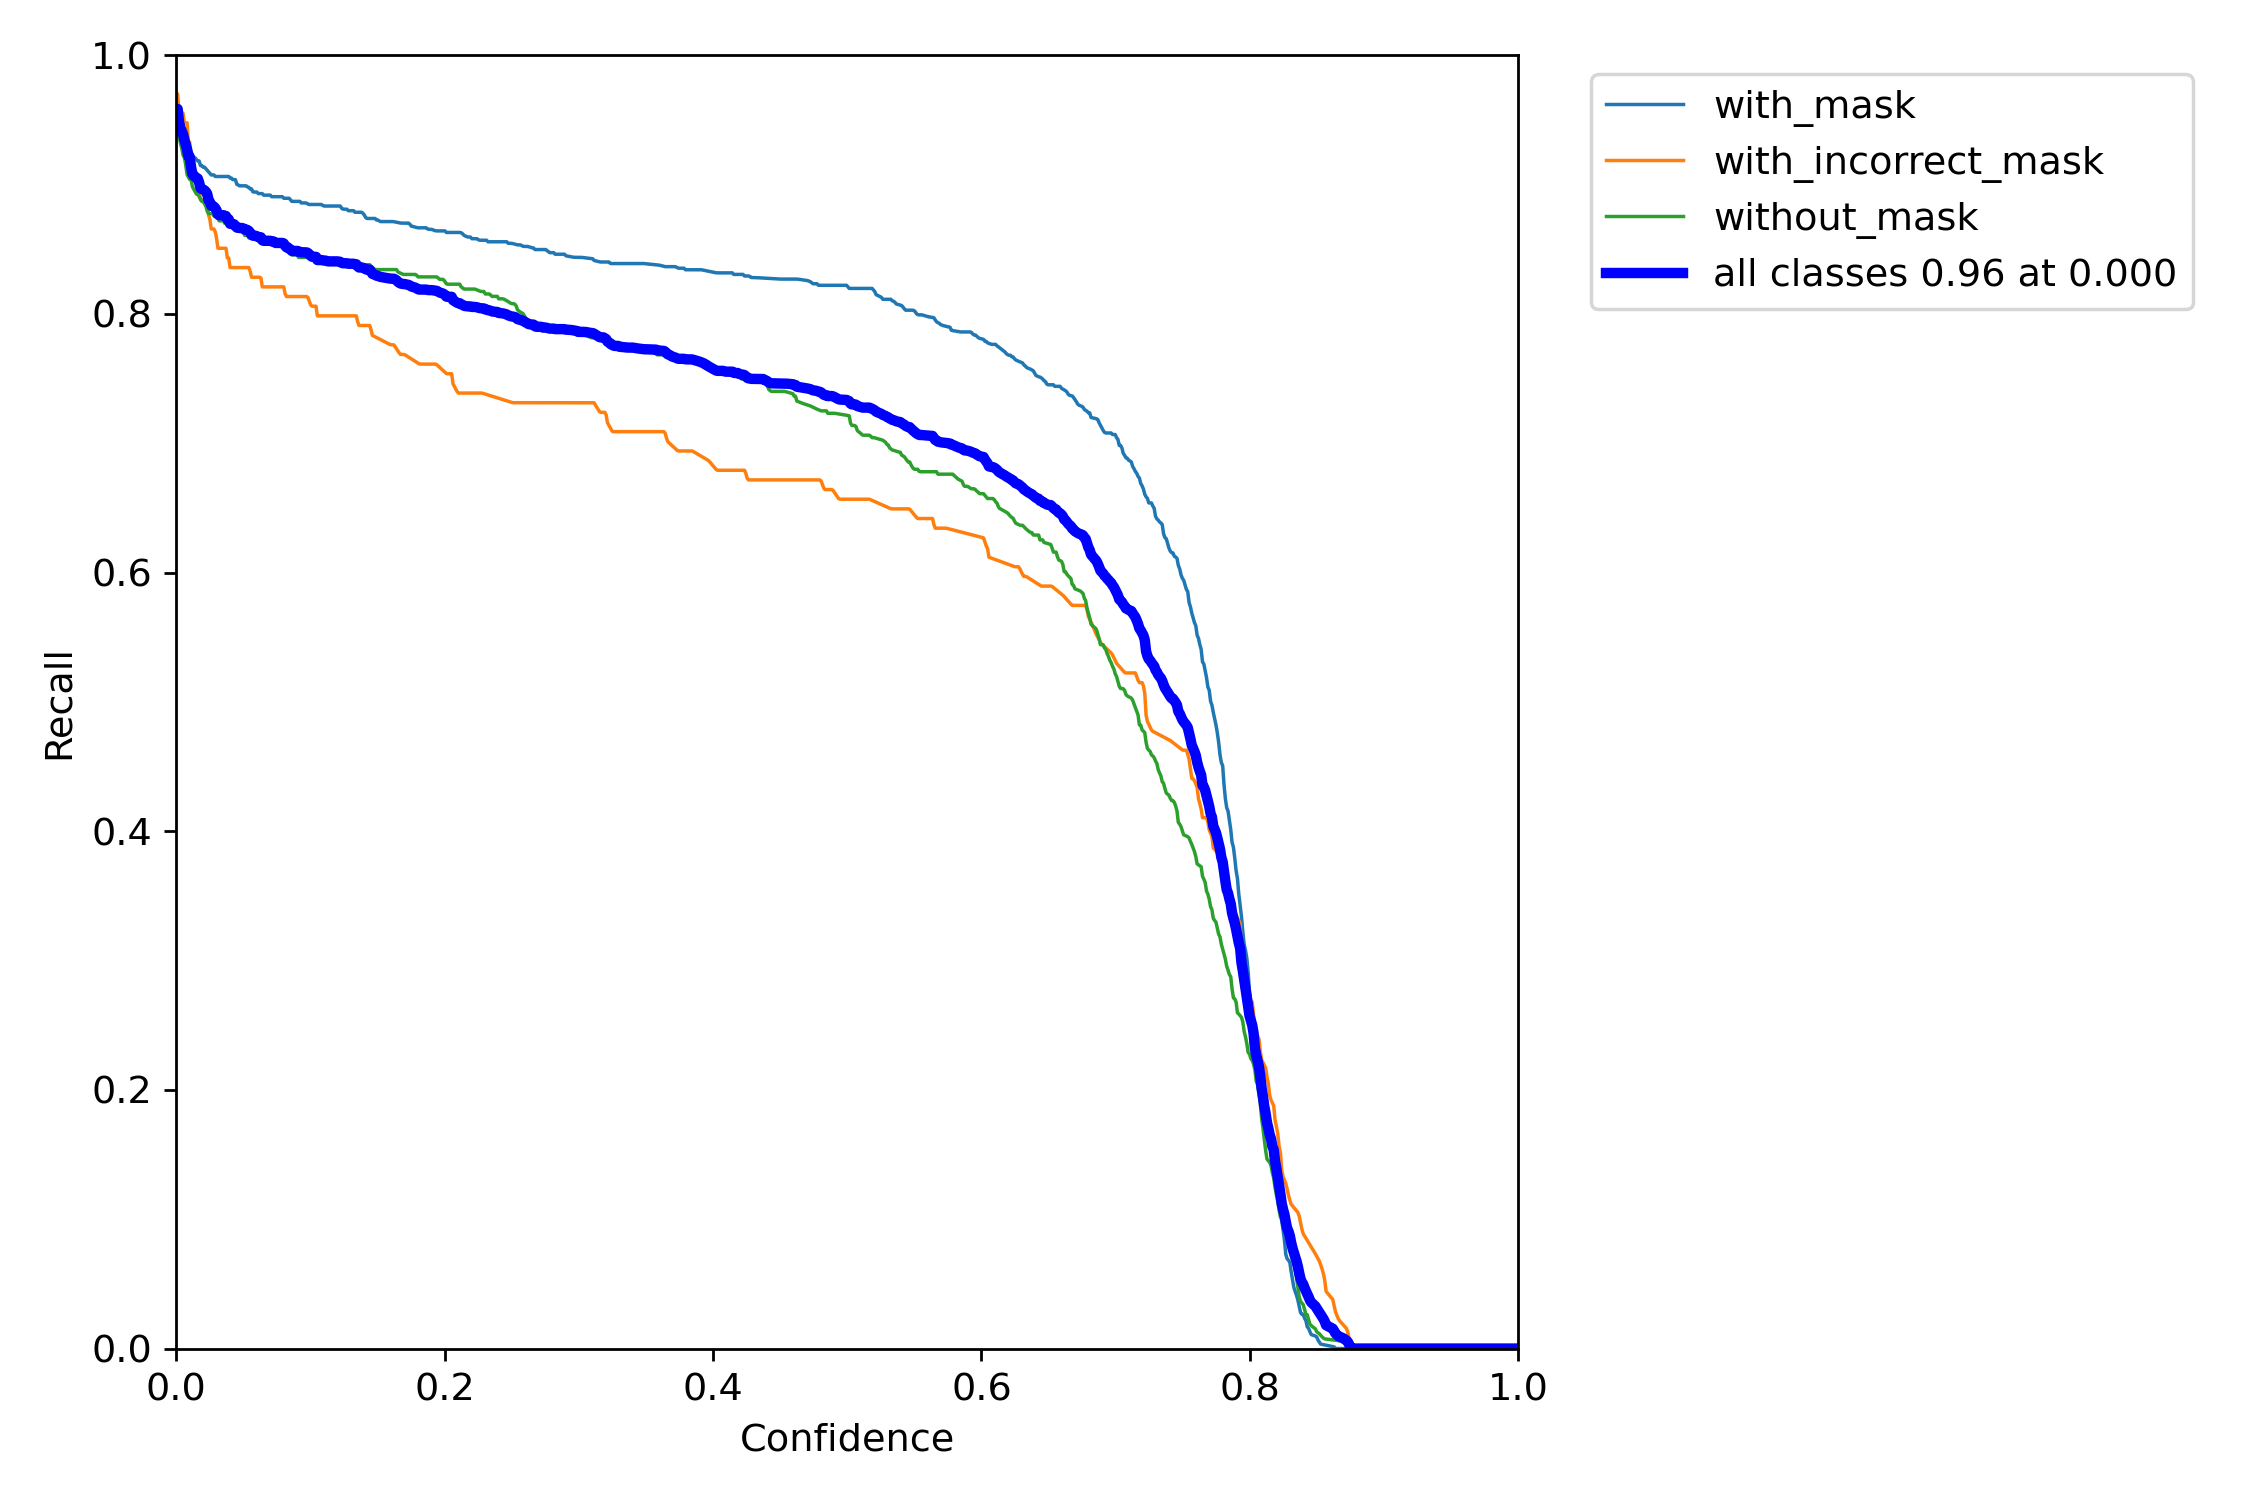 1.0
0.8
0.6
0.4
0.2
0.0
Recall
0.0 0.2 0.4 0.6 0.8 1.0
Confidence
with_mask
with_incorrect_mask
without_mask
all classes 0.96 at 0.000